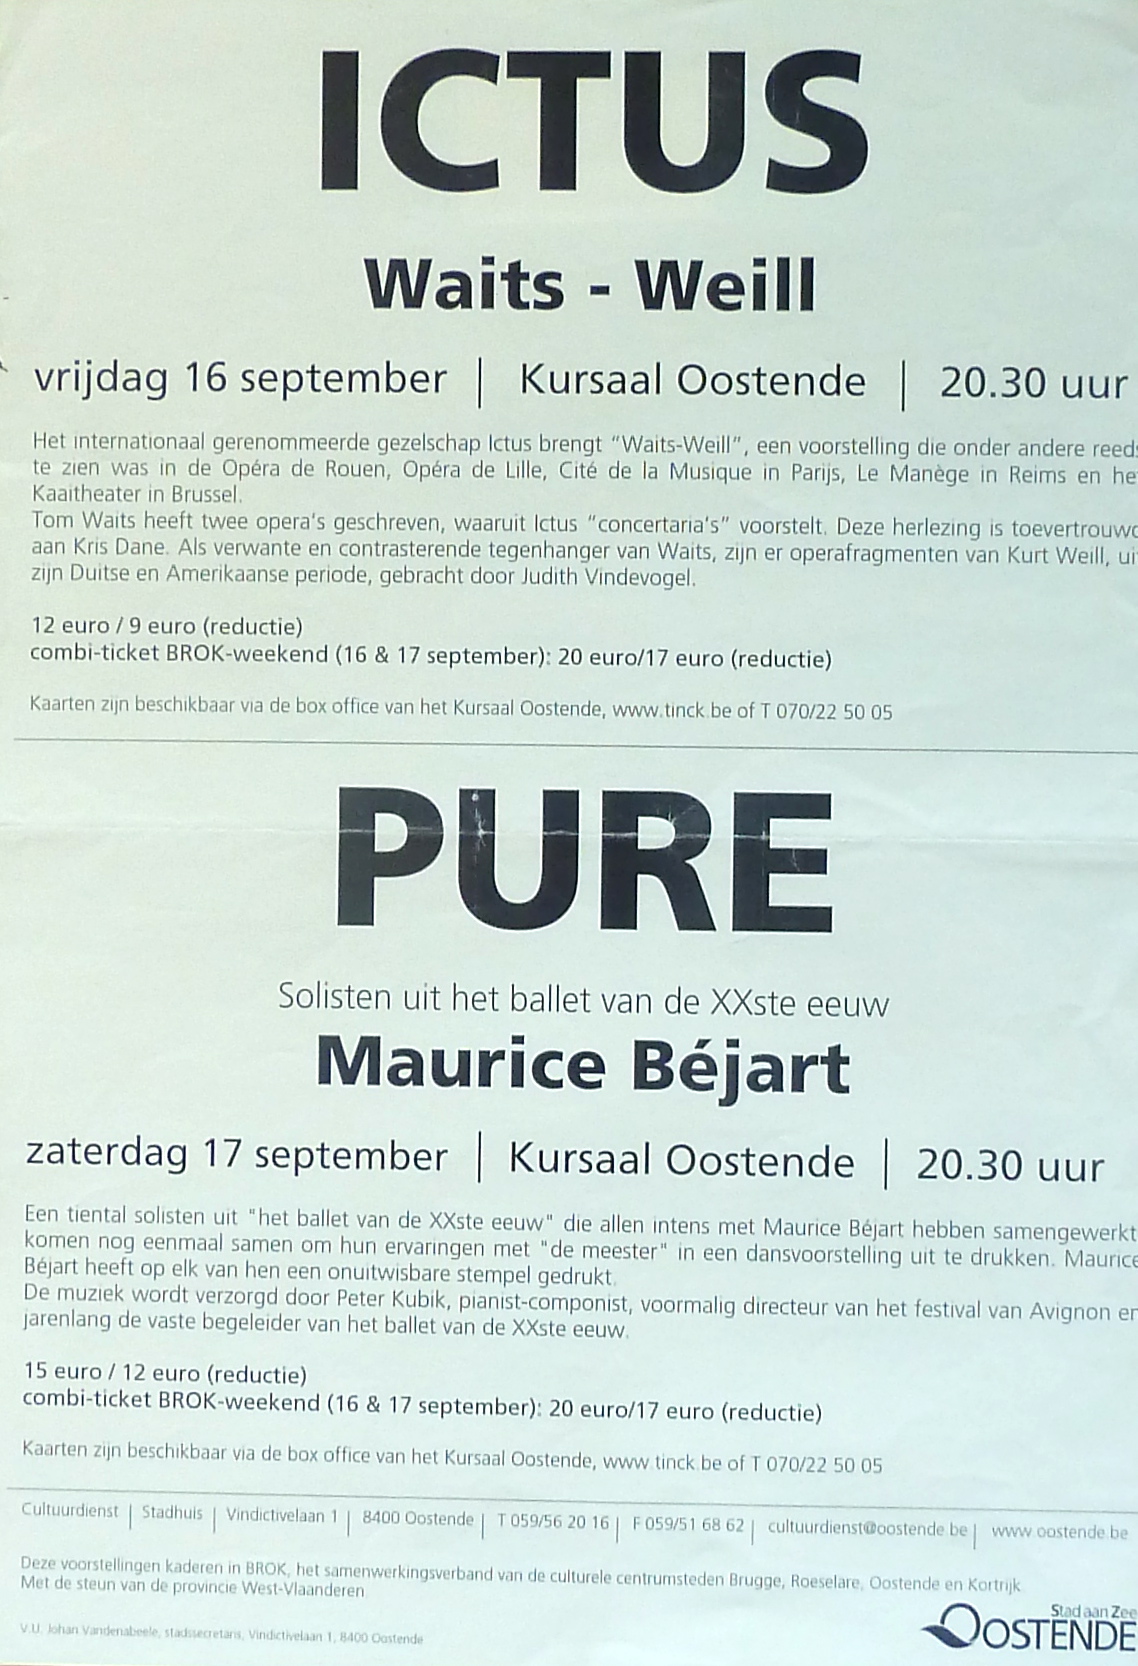 ICTUS
Waits - Weill
vrijdag 16 september | Kursaal Oostende | 20.30 uur
Het internationaal gerenommeerde gezelschap Ictus brengt "Waits-Weill", een voorstelling die onder andere reeds
te zien was in de Opéra de Rouen, Opéra de Lille, Cité de la Musique in Parijs, Le Manège in Reims en he
Kaaitheater in Brussel.
Tom Waits heeft twee opera's geschreven, waaruit Ictus "concertaria's" voorstelt. Deze herlezing is toevertrouwd
aan Kris Dane. Als verwante en contrasterende tegenhanger van Waits, zijn er operafragmenten van Kurt Weill, ui
zijn Duitse en Amerikaanse periode, gebracht door Judith Vindevogel.
12 euro / 9 euro (reductie)
combi-ticket BROK-weekend (16 & 17 september): 20 euro/17 euro (reductie)
Kaarten zijn beschikbaar via de box office van het Kursaal Oostende, www.tinck.be of T 070/22 50 05
PURE
Solisten uit het ballet van de XXste eeuw
Maurice Béjart
zaterdag 17 september | Kursaal Oostende | 20.30 uur
Een tiental solisten uit "het ballet van de XXste eeuw" die allen intens met Maurice Béjart hebben samengewerkt
komen nog eenmaal samen om hun ervaringen met "de meester" in een dansvoorstelling uit te drukken. Maurice
Béjart heeft op elk van hen een onuitwisbare stempel gedrukt.
De muziek wordt verzorgd door Peter Kubik, pianist-componist, voormalig directeur van het festival van Avignon en
jarenlang de vaste begeleider van het ballet van de XXste eeuw.
15 euro / 12 euro (reductie)
combi-ticket BROK-weekend (16 & 17 september): 20 euro/17 euro (reductie)
Kaarten zijn beschikbaar via de box office van het Kursaal Oostende, www.tinck.be of T 070/22 50 05
Cultuurdienst | Stadhuis | Vindictivelaan 1 | 8400 Oostende | T 059/56 20 16 | F 059/51 68 62 | cultuurdienst@oostende.be | www.oostende.be
Deze voorstellingen kaderen in BROK, het samenwerkingsverband van de culturele centrumsteden Brugge, Roeselare, Oostende en Kortrijk
Met de steun van de provincie West-Vlaanderen
V.U. Johan Vandenabeele, stadssecretaris, Vindictivelaan 1, 8400 Oostende
Stad aan Zee
OOSTENDE